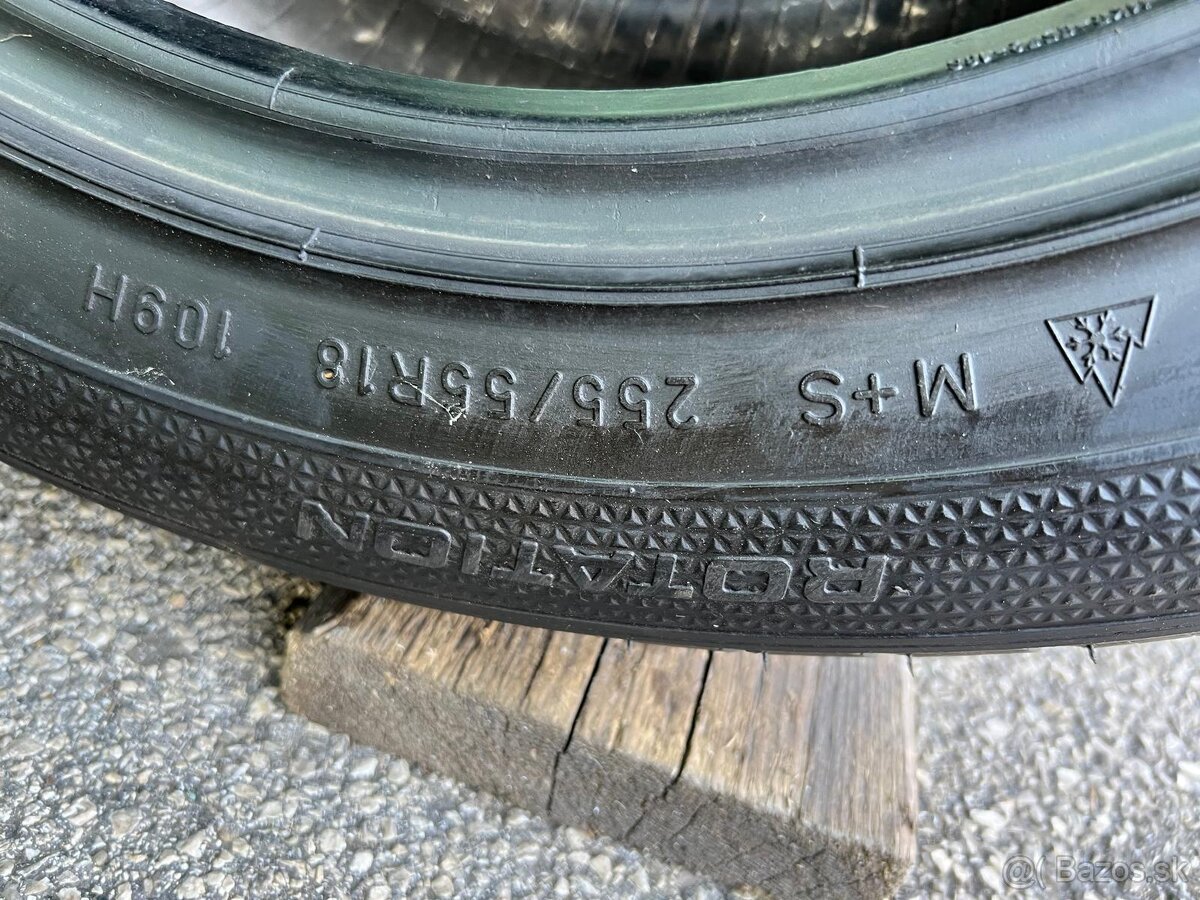 M+S 255/55R18 109H
ROTATION
@( Bazos.sk